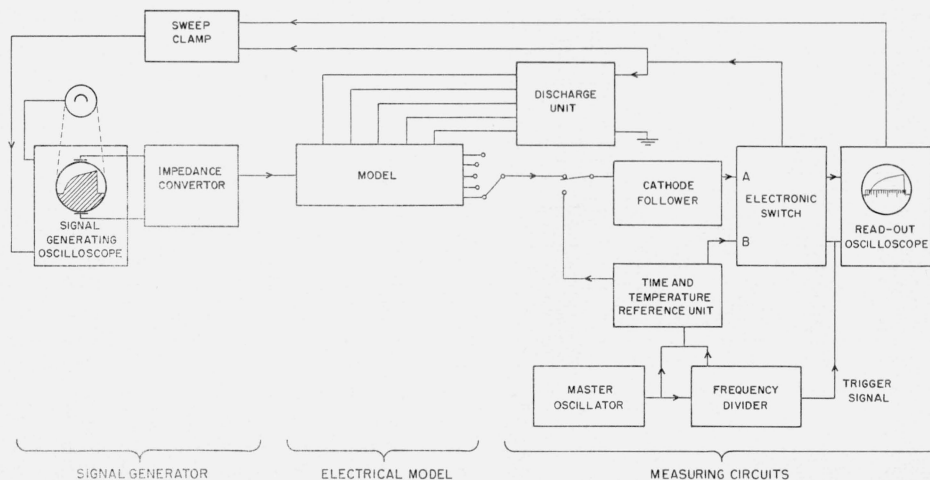 SWEEP
CLAMP
DISCHARGE
UNIT
SIGNAL
GENERATING
OSCILLOSCOPE
IMPEDANCE
CONVERTOR
MODEL
CATHODE
FOLLOWER
A
ELECTRONIC
SWITCH
B
READ-OUT
OSCILLOSCOPE
TIME AND
TEMPERATURE
REFERENCE UNIT
MASTER
OSCILLATOR
FREQUENCY
DIVIDER
TRIGGER
SIGNAL
SIGNAL GENERATOR
ELECTRICAL MODEL
MEASURING CIRCUITS